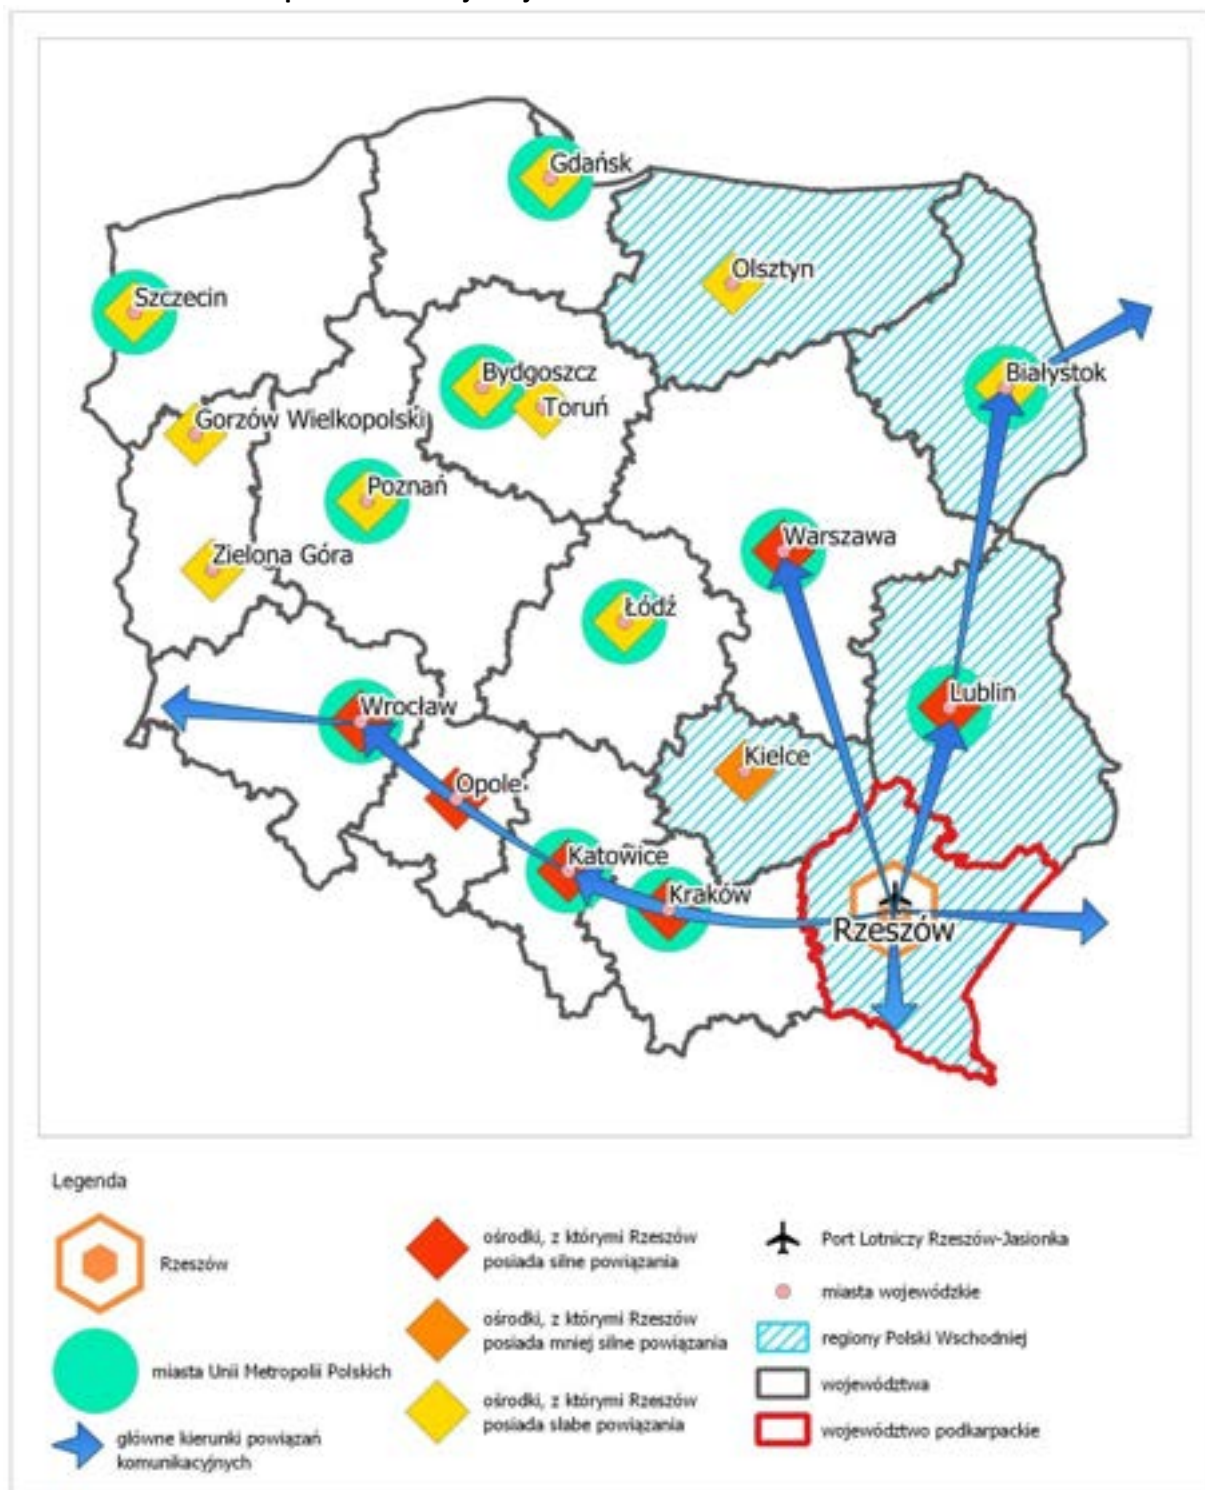 Gdańsk
Olsztyn
Szczecin
Bydgoszcz
Białystok
Toruń
Gorzów Wielkopolski
Poznań
Warszawa
Zielona Góra
Łódź
Lublin
Wrocław
Kielce
Opole
Katowice
Kraków
Rzeszów
Legenda
Rzeszów
miasta Unii Metropolii Polskich
główne kierunki powiązań
komunikacyjnych
ośrodki, z którymi Rzeszów
posiada silne powiązania
ośrodki, z którymi Rzeszów
posiada mniej silne powiązania
ośrodki, z którymi Rzeszów
posiada słabe powiązania
Port Lotniczy Rzeszów-Jasionka
miasta wojewódzkie
regiony Polski Wschodniej
województwa
województwo podkarpackie